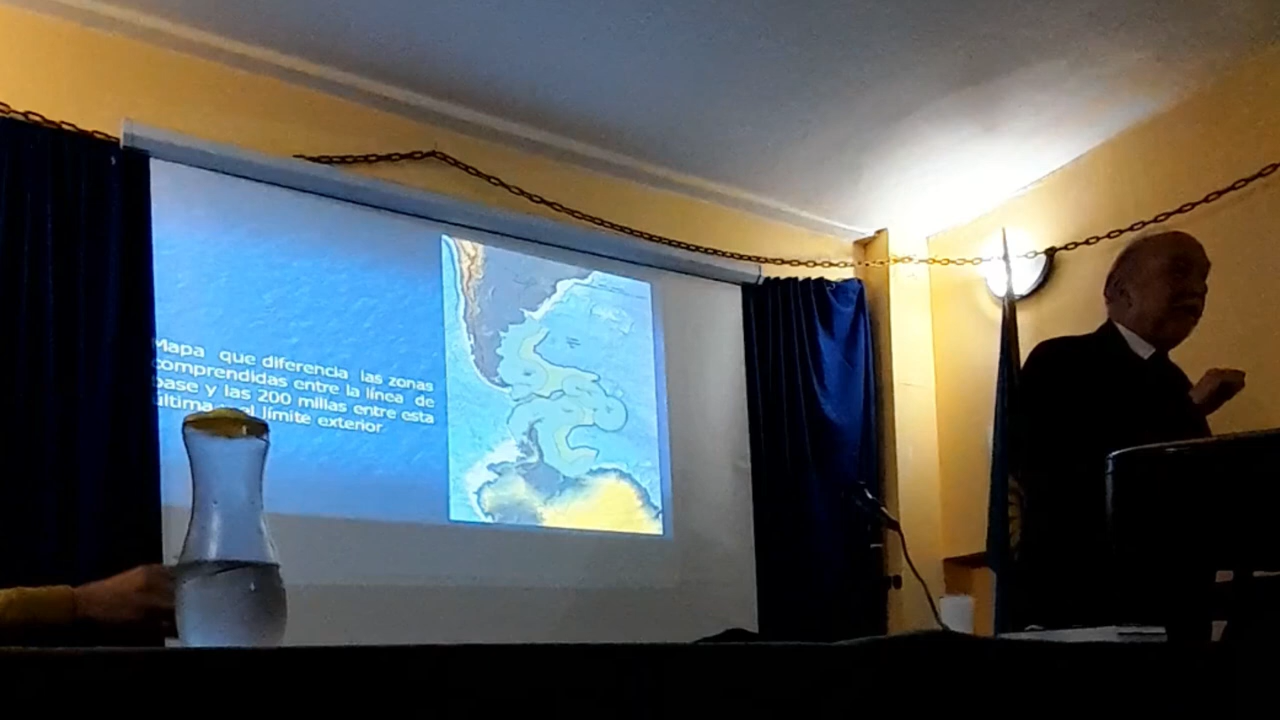 Mapa que diferencia las zonas
comprendidas entre la línea de
base y las 200 millas entre esta
última al límite exterior